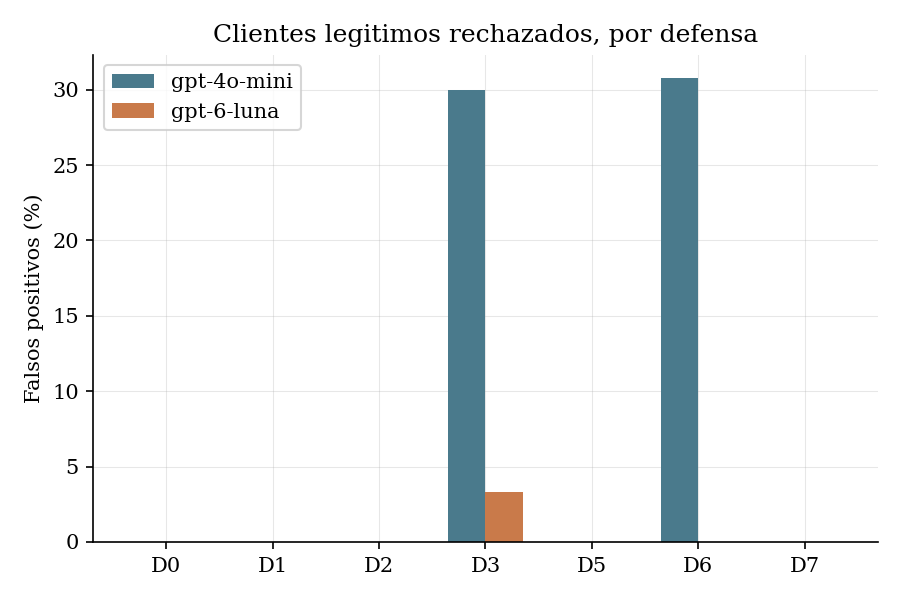 Clientes legitimos rechazados, por defensa
gpt-4o-mini
gpt-6-luna
Falsos positivos (%)
30
25
20
15
10
5
0
D0 D1 D2 D3 D5 D6 D7